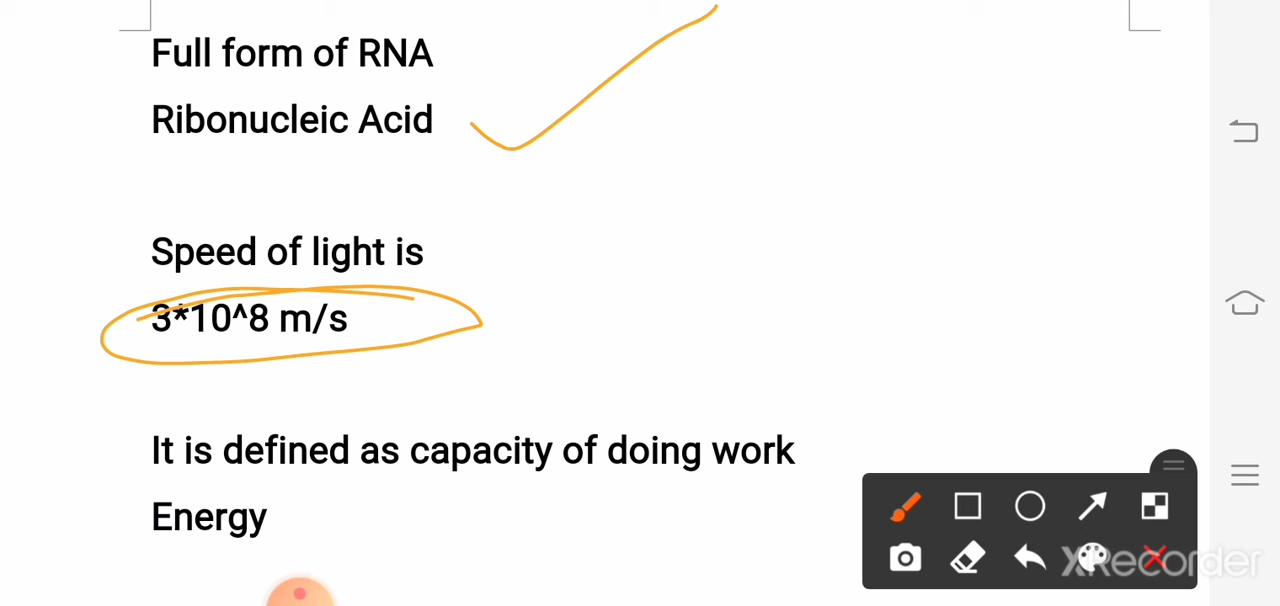 Full form of RNA
Ribonucleic Acid
Speed of light is
3*10^8 m/s
It is defined as capacity of doing work
Energy
XRecorder